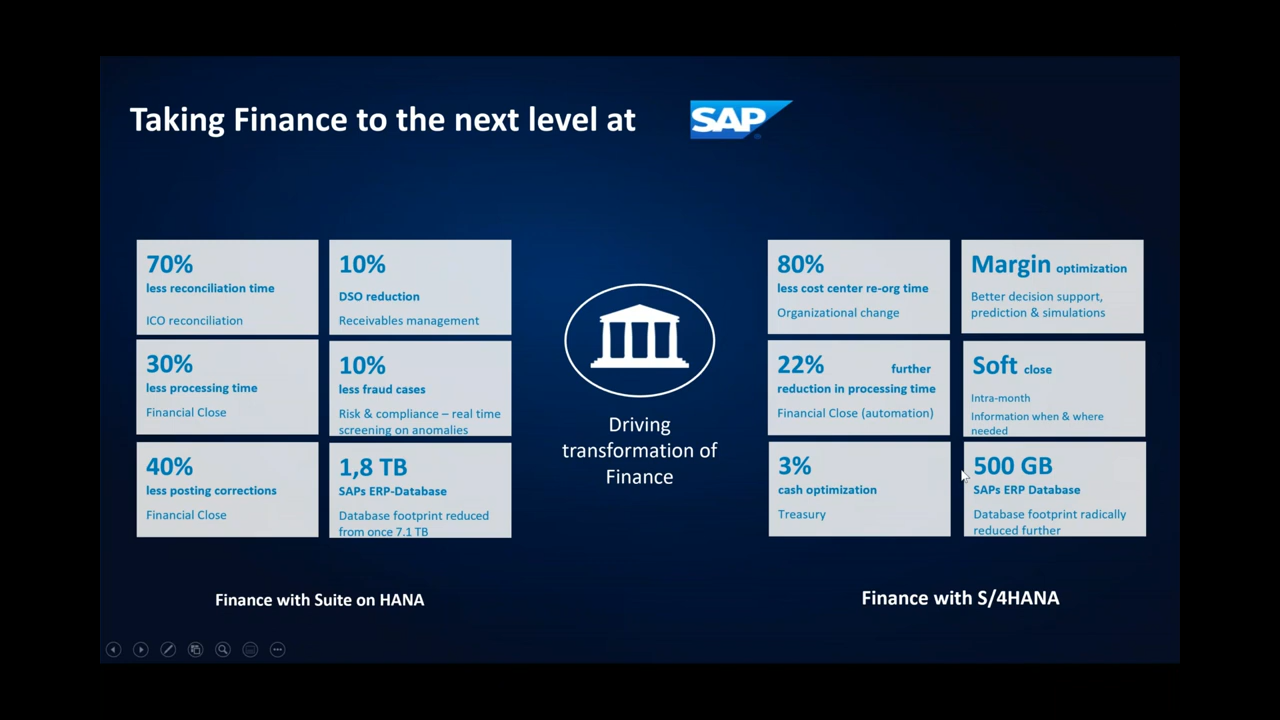 Taking Finance to the next level at
SAP
70%
less reconciliation time
ICO reconciliation
10%
DSO reduction
Receivables management
30%
less processing time
Financial Close
10%
less fraud cases
Risk & compliance – real time
screening on anomalies
40%
less posting corrections
Financial Close
1,8 TB
SAPs ERP-Database
Database footprint reduced
from once 7.1 TB
Finance with Suite on HANA
Driving
transformation of
Finance
80%
less cost center re-org time
Organizational change
Margin optimization
Better decision support,
prediction & simulations
22% further
reduction in processing time
Financial Close (automation)
Soft close
Intra-month
Information when & where
needed
3%
cash optimization
Treasury
500 GB
SAPs ERP Database
Database footprint radically
reduced further
Finance with S/4HANA